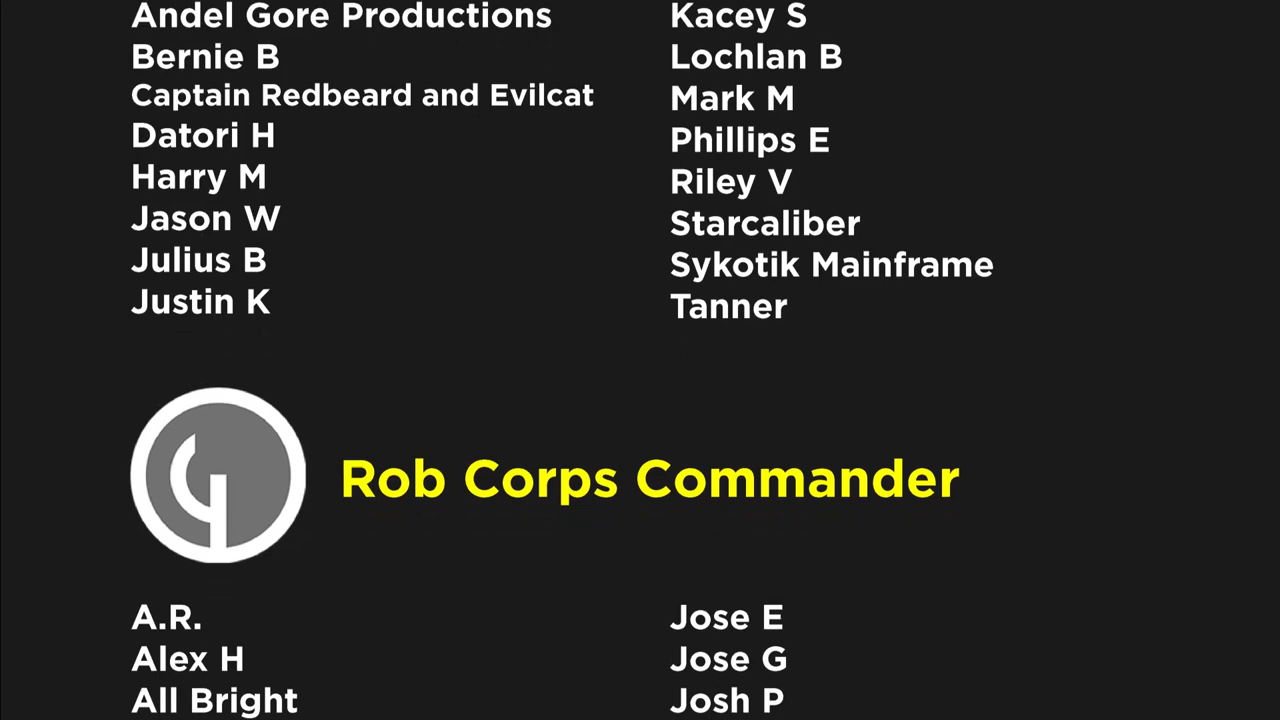 Andel Gore Productions
Bernie B
Captain Redbeard and Evilcat
Datori H
Harry M
Jason W
Julius B
Justin K
Kacey S
Lochlan B
Mark M
Phillips E
Riley V
Starcaliber
Sykotik Mainframe
Tanner
Rob Corps Commander
A.R.
Alex H
All Bright
Jose E
Jose G
Josh P